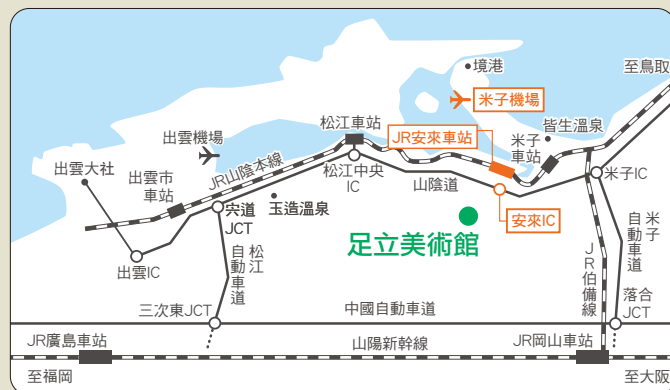 境港
至鳥取
米子機場
松江車站
出雲機場
JR安來車站
皆生溫泉
米子
車站
出雲大社
JR山陰本線
出雲市
車站
松江中央
IC
山陰道
米子IC
玉造溫泉
宍道
JCT
安來IC
足立美術館
出雲IC
松江
自動車道
JR伯備線
米子
自動車道
三次東JCT
中國自動車道
落合
JCT
JR廣島車站
山陽新幹線
JR岡山車站
至福岡
至大阪